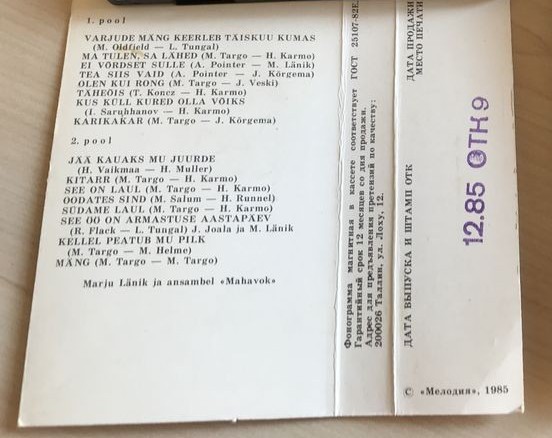 1. pool
VARJUDE MÄNG KEERLEB TÄISKUU KUMAS
(M. Oldfield — L. Tungal)
MA TULEN, SA LÄHED (M. Targo — H. Karmo)
EI VÕRDSET SULLE (A. Pointer — M. Länik)
TEA SIIS VAID (A. Pointer — J. Kõrgema)
OLEN KUI RONG (M. Targo — J. Veski)
TÄHEÕIS (T. Koncz — H. Karmo)
KUS KÜLL KURED OLLA VÕIKS
(I. Saruhhanov — H. Karmo)
KARIKAKAR (M. Targo — J. Kõrgema)
2. pool
JÄÄ KAUAKS MU JUURDE
(H. Vaikmaa — H. Muller)
KITARR (M. Targo — H. Karmo)
SEE ON LAUL (M. Targo — H. Karmo)
OODATES SIND (M. Salum — H. Runnel)
SÜDAME LAUL (M. Targo — H. Karmo)
SEE ÖÖ ON ARMASTUSE AASTAPÄEV
(R. Flack — L. Tungal) J. Joala ja M. Länik
KELLEL PEATUB MU PILK
(M. Targo — M. Helme)
MÄNG (M. Targo — M. Targo)
Marju Länik ja ansambel «Mahavok»
Фонограмма магнитная в кассете соответствует ГОСТ 25107-82Е.
Гарантийный срок 12 месяцев со дня продажи.
Адрес для предъявления претензий по качеству:
200026 Таллин, ул. Лоху, 12.
ДАТА ВЫПУСКА И ШТАМП ОТК
ДАТА ПРОДАЖИ
МЕСТО ПЕЧАТИ
12.85 ОТК 9
© «Мелодия», 1985